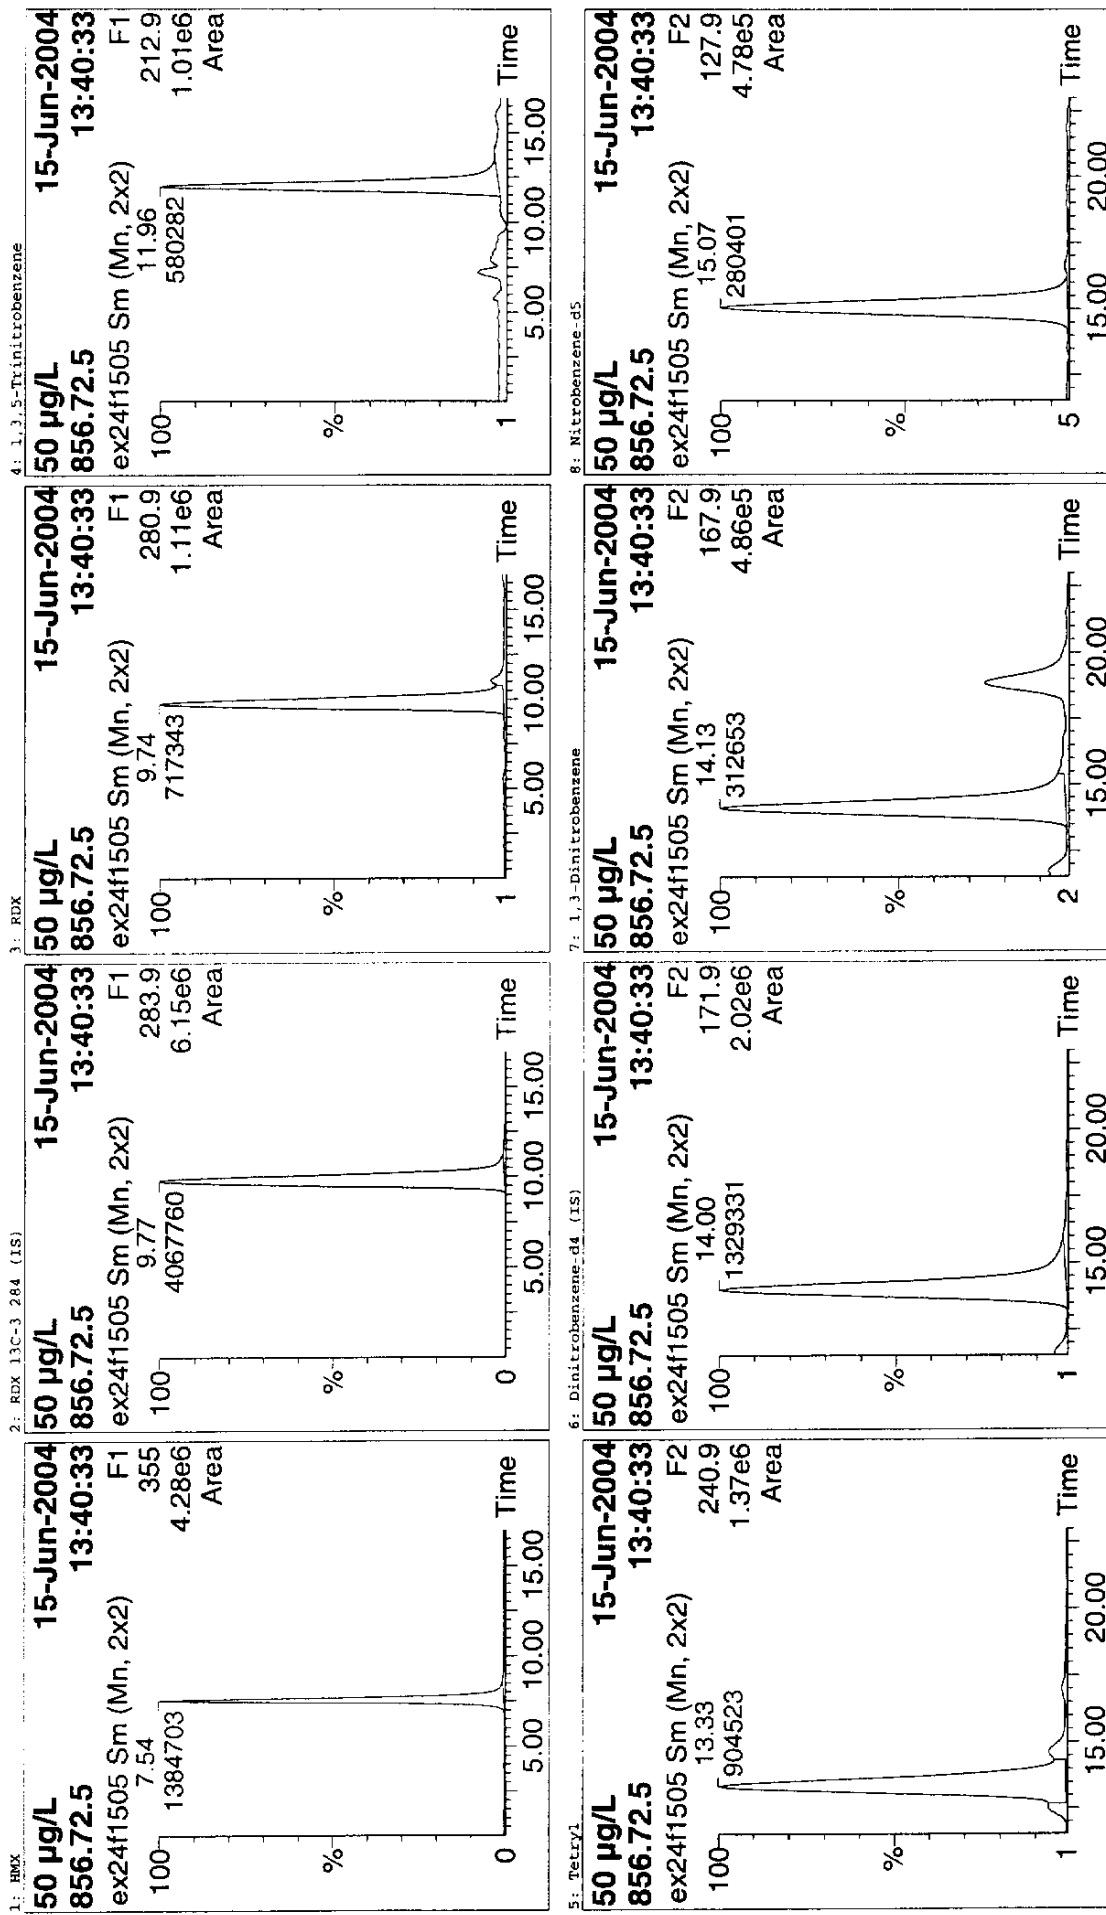 1: HMX
50 µg/L 15-Jun-2004
856.72.5 13:40:33
ex24f1505 Sm (Mn, 2x2) F1
7.54 355
1384703 4.28e6
Area
100
%
0
5.00 10.00 15.00 Time
2: RDX 13C-3 284 (IS)
50 µg/L 15-Jun-2004
856.72.5 13:40:33
ex24f1505 Sm (Mn, 2x2) F1
9.77 283.9
4067760 6.15e6
Area
100
%
0
5.00 10.00 15.00 Time
3: RDX
50 µg/L 15-Jun-2004
856.72.5 13:40:33
ex24f1505 Sm (Mn, 2x2) F1
9.74 280.9
717343 1.11e6
Area
100
%
1
5.00 10.00 15.00 Time
4: 1,3,5-Trinitrobenzene
50 µg/L 15-Jun-2004
856.72.5 13:40:33
ex24f1505 Sm (Mn, 2x2) F1
11.96 212.9
580282 1.01e6
Area
100
%
1
5.00 10.00 15.00 Time
5: Tetryl
50 µg/L 15-Jun-2004
856.72.5 13:40:33
ex24f1505 Sm (Mn, 2x2) F2
13.33 240.9
904523 1.37e6
Area
100
%
1
15.00 20.00 Time
6: Dinitrobenzene-d4 (IS)
50 µg/L 15-Jun-2004
856.72.5 13:40:33
ex24f1505 Sm (Mn, 2x2) F2
14.00 171.9
1329331 2.02e6
Area
100
%
1
15.00 20.00 Time
7: 1,3-Dinitrobenzene
50 µg/L 15-Jun-2004
856.72.5 13:40:33
ex24f1505 Sm (Mn, 2x2) F2
14.13 167.9
312653 4.86e5
Area
100
%
2
15.00 20.00 Time
8: Nitrobenzene-d5
50 µg/L 15-Jun-2004
856.72.5 13:40:33
ex24f1505 Sm (Mn, 2x2) F2
15.07 127.9
280401 4.78e5
Area
100
%
5
15.00 20.00 Time